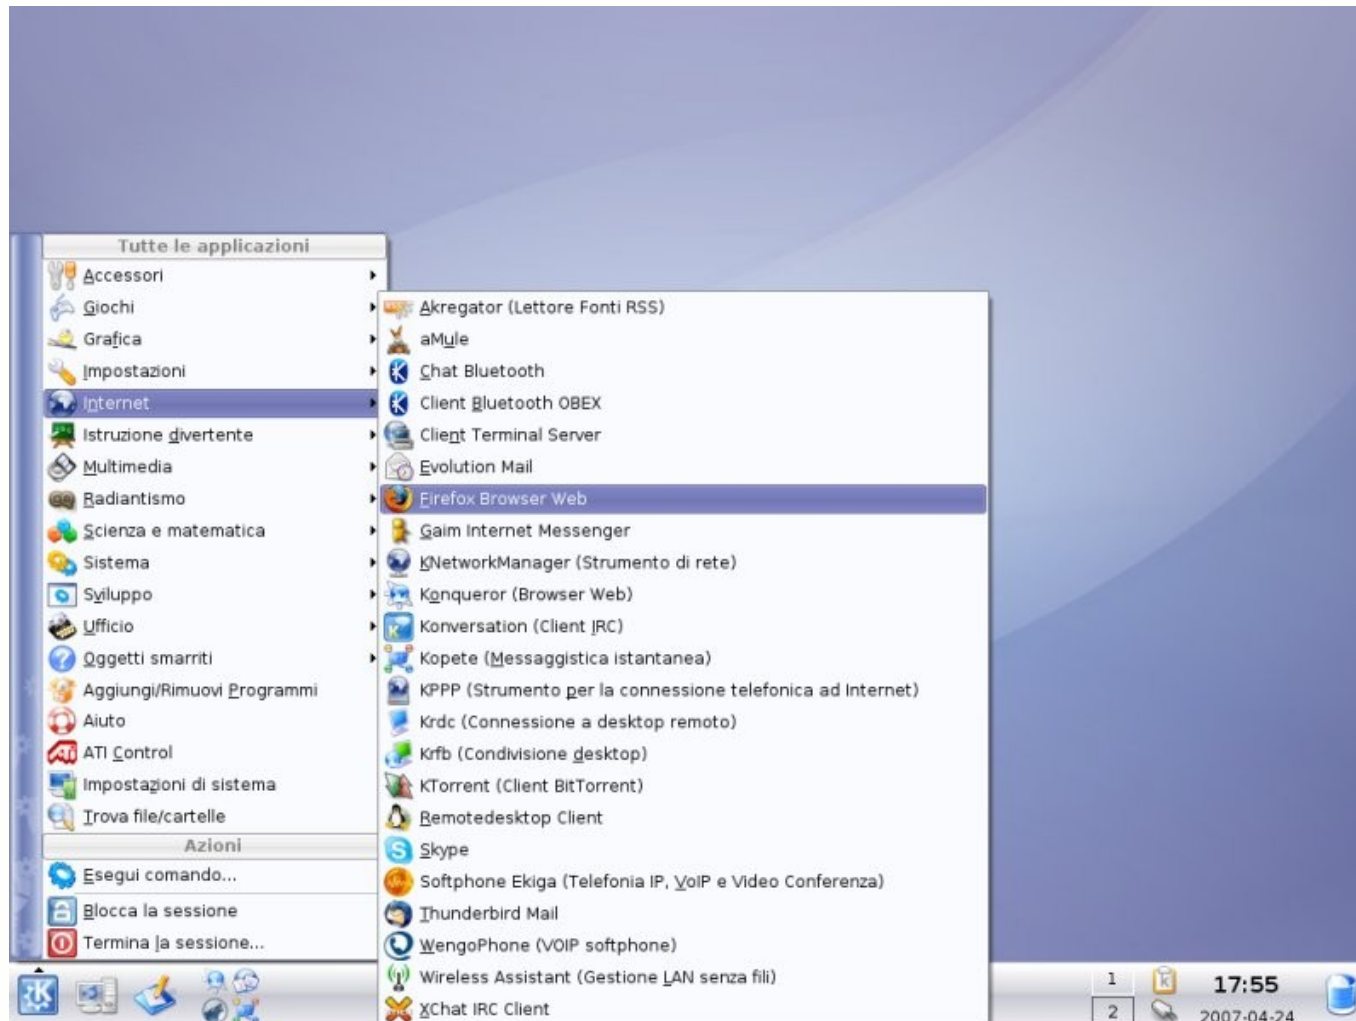 Tutte le applicazioni
Accessori
Giochi
Grafica
Impostazioni
Internet
Istruzione divertente
Multimedia
Radiantismo
Scienza e matematica
Sistema
Sviluppo
Ufficio
Oggetti smarriti
Aggiungi/Rimuovi Programmi
Aiuto
ATI Control
Impostazioni di sistema
Trova file/cartelle
Azioni
Esegui comando...
Blocca la sessione
Termina la sessione...
Akregator (Lettore Fonti RSS)
aMule
Chat Bluetooth
Client Bluetooth OBEX
Client Terminal Server
Evolution Mail
Firefox Browser Web
Gaim Internet Messenger
KNetworkManager (Strumento di rete)
Konqueror (Browser Web)
Konversation (Client IRC)
Kopete (Messaggistica istantanea)
KPPP (Strumento per la connessione telefonica ad Internet)
Krdc (Connessione a desktop remoto)
Krfb (Condivisione desktop)
KTorrent (Client BitTorrent)
Remotedesktop Client
Skype
Softphone Ekiga (Telefonia IP, VoIP e Video Conferenza)
Thunderbird Mail
WengoPhone (VOIP softphone)
Wireless Assistant (Gestione LAN senza fili)
XChat IRC Client
1
2
17:55
2007-04-24